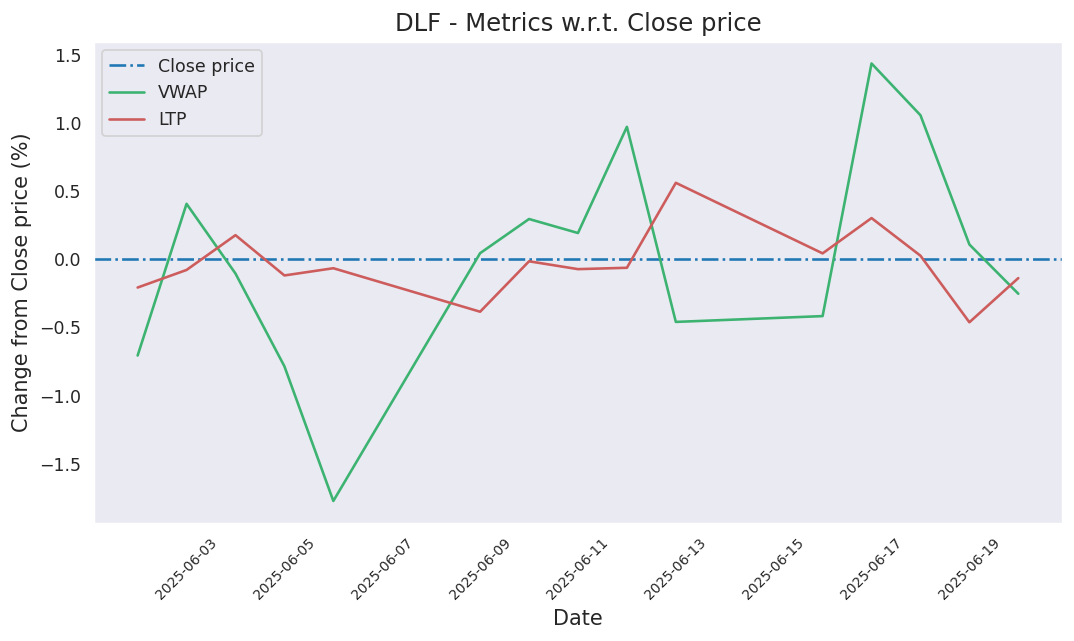 DLF - Metrics w.r.t. Close price
Close price
VWAP
LTP
Change from Close price (%)
1.5
1.0
0.5
0.0
−0.5
−1.0
−1.5
2025-06-03
2025-06-05
2025-06-07
2025-06-09
2025-06-11
2025-06-13
2025-06-15
2025-06-17
2025-06-19
Date